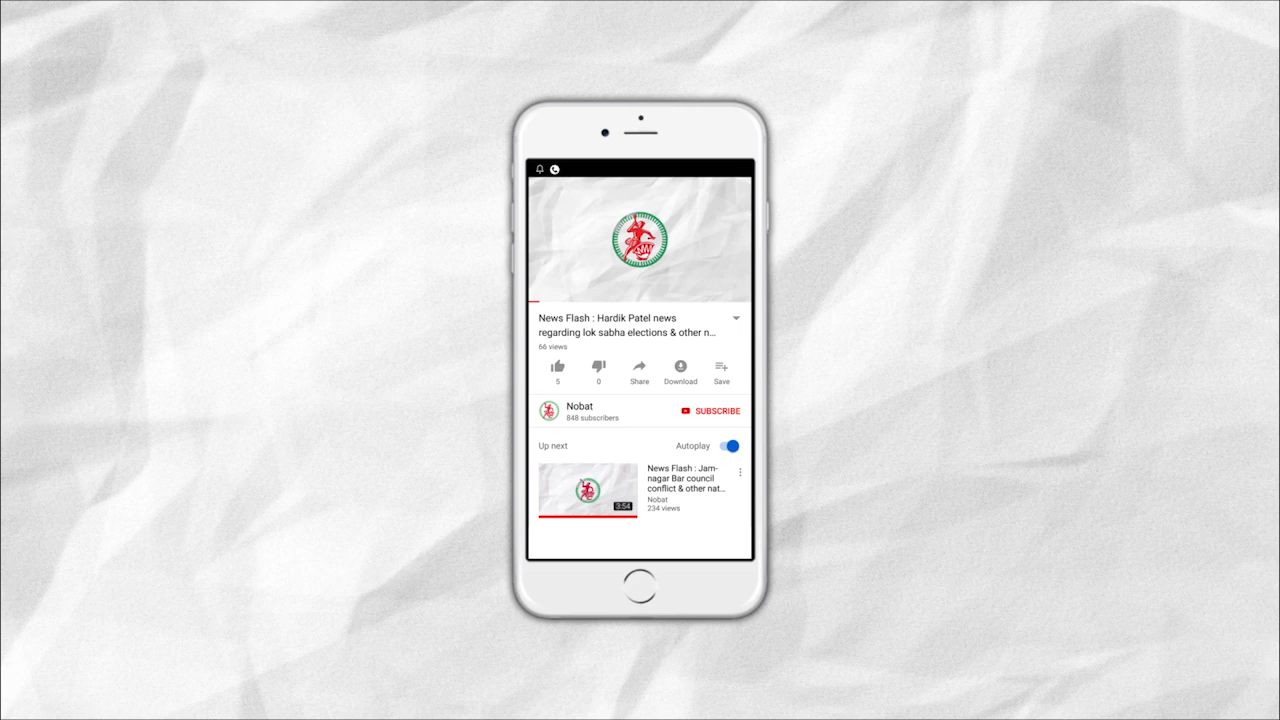 News Flash : Hardik Patel news
regarding lok sabha elections & other n...
66 views
5
0
Share
Download
Save
Nobat
848 subscribers
SUBSCRIBE
Up next
Autoplay
3:54
News Flash : Jam-
nagar Bar council
conflict & other nat...
Nobat
234 views